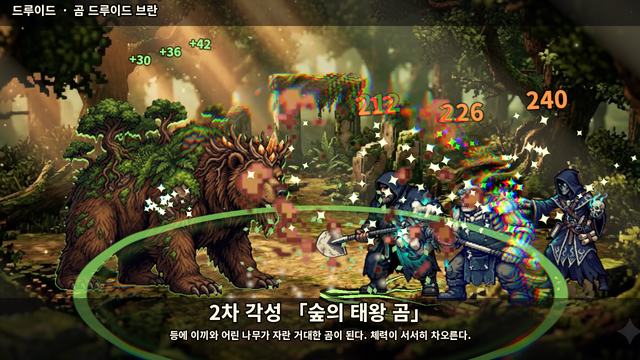 드루이드 · 곰 드루이드 브란
+30 +36 +42
212 226 240
2차 각성 「숲의 태왕 곰」
등에 이끼와 어린 나무가 자란 거대한 곰이 된다. 체력이 서서히 차오른다.